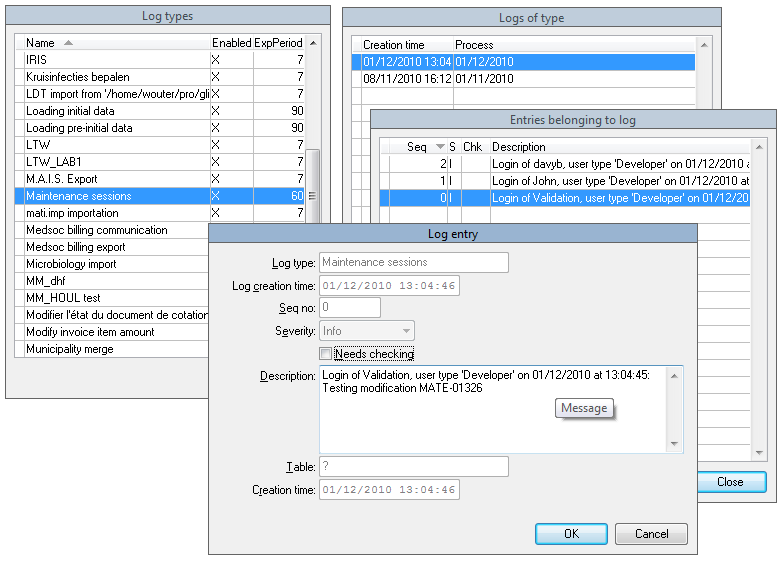 Log types
Name Enabled ExpPeriod
IRIS X 7
Kruisinfecties bepalen X 7
LDT import from '/home/wouter/pro/gli X 7
Loading initial data X 90
Loading pre-initial data X 90
LTW X 7
LTW_LAB1 X 7
M.A.I.S. Export X 7
Maintenance sessions X 60
mati.imp importation X 7
Medsoc billing communication
Medsoc billing export
Microbiology import
MM_dhf
MM_HOUL test
Modifier l'état du document de cotation
Modify invoice item amount
Municipality merge
Logs of type
Creation time Process
01/12/2010 13:04 01/12/2010
08/11/2010 16:12 01/11/2010
Entries belonging to log
Seq S Chk Description
2 I Login of davyb, user type 'Developer' on 01/12/2010 a
1 I Login of John, user type 'Developer' on 01/12/2010 at
0 I Login of Validation, user type 'Developer' on 01/12/20
Close
Log entry
Log type: Maintenance sessions
Log creation time: 01/12/2010 13:04:46
Seq no: 0
Severity: Info
Needs checking
Description: Login of Validation, user type 'Developer' on 01/12/2010 at 13:04:45:
Testing modification MATE-01326
Message
Table: ?
Creation time: 01/12/2010 13:04:46
OK Cancel